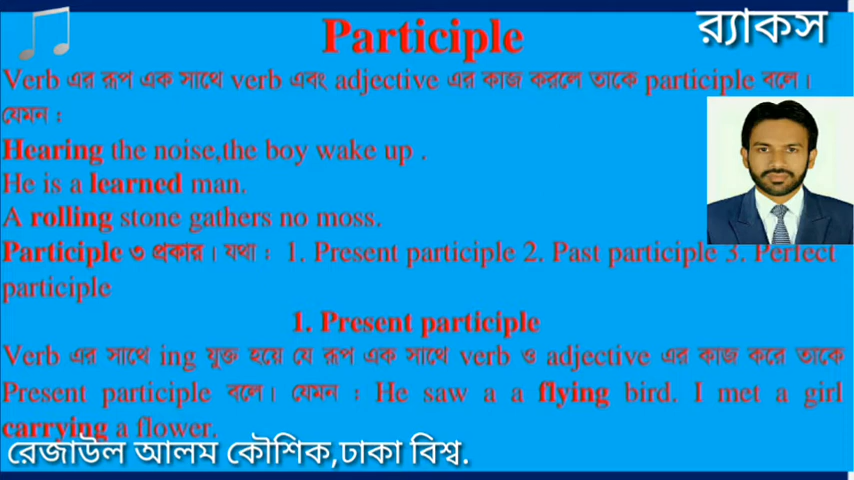 Participle
র‍্যাকস
Verb এর রূপ এক সাথে verb এবং adjective এর কাজ করলে তাকে participle বলে।
যেমন :
Hearing the noise,the boy wake up .
He is a learned man.
A rolling stone gathers no moss.
Participle ৩ প্রকার। যথা : 1. Present participle 2. Past participle 3. Perfect
participle
1. Present participle
Verb এর সাথে ing যুক্ত হয়ে যে রূপ এক সাথে verb ও adjective এর কাজ করে তাকে
Present participle বলে। যেমন : He saw a a flying bird. I met a girl
carrying a flower.
রেজাউল আলম কৌশিক,ঢাকা বিশ্ব.